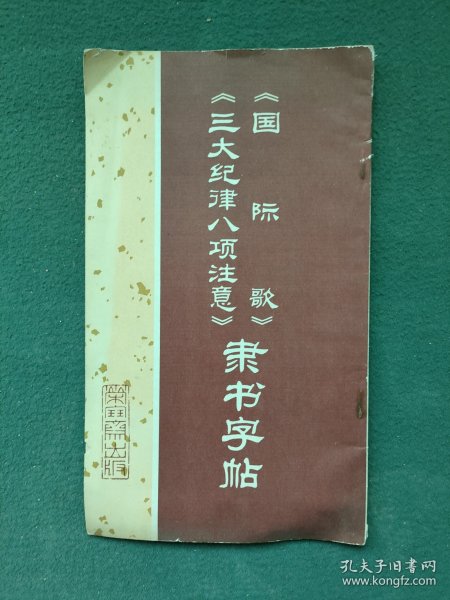 《国际歌》
《三大纪律八项注意》
隶书字帖
荣宝斋出版
孔夫子旧书网
www.kongfz.com